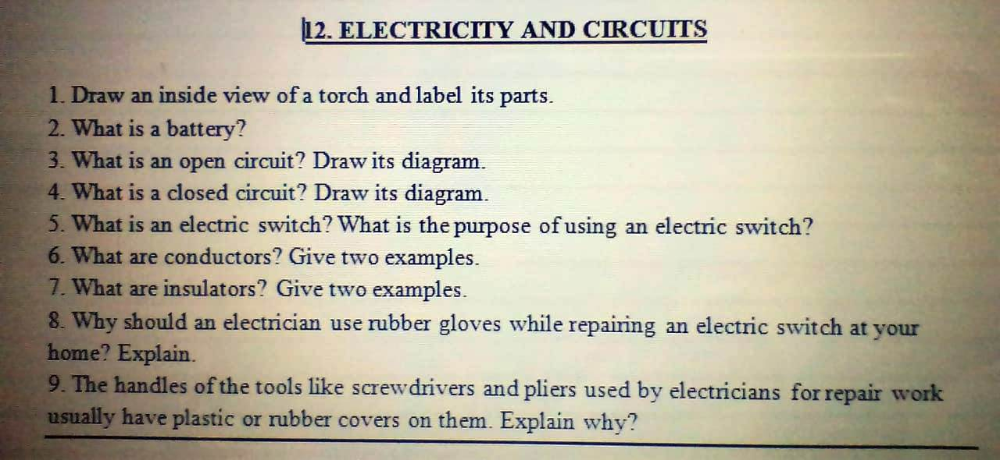 12. ELECTRICITY AND CIRCUITS
1. Draw an inside view of a torch and label its parts.
2. What is a battery?
3. What is an open circuit? Draw its diagram.
4. What is a closed circuit? Draw its diagram.
5. What is an electric switch? What is the purpose of using an electric switch?
6. What are conductors? Give two examples.
7. What are insulators? Give two examples.
8. Why should an electrician use rubber gloves while repairing an electric switch at your
home? Explain.
9. The handles of the tools like screwdrivers and pliers used by electricians for repair work
usually have plastic or rubber covers on them. Explain why?